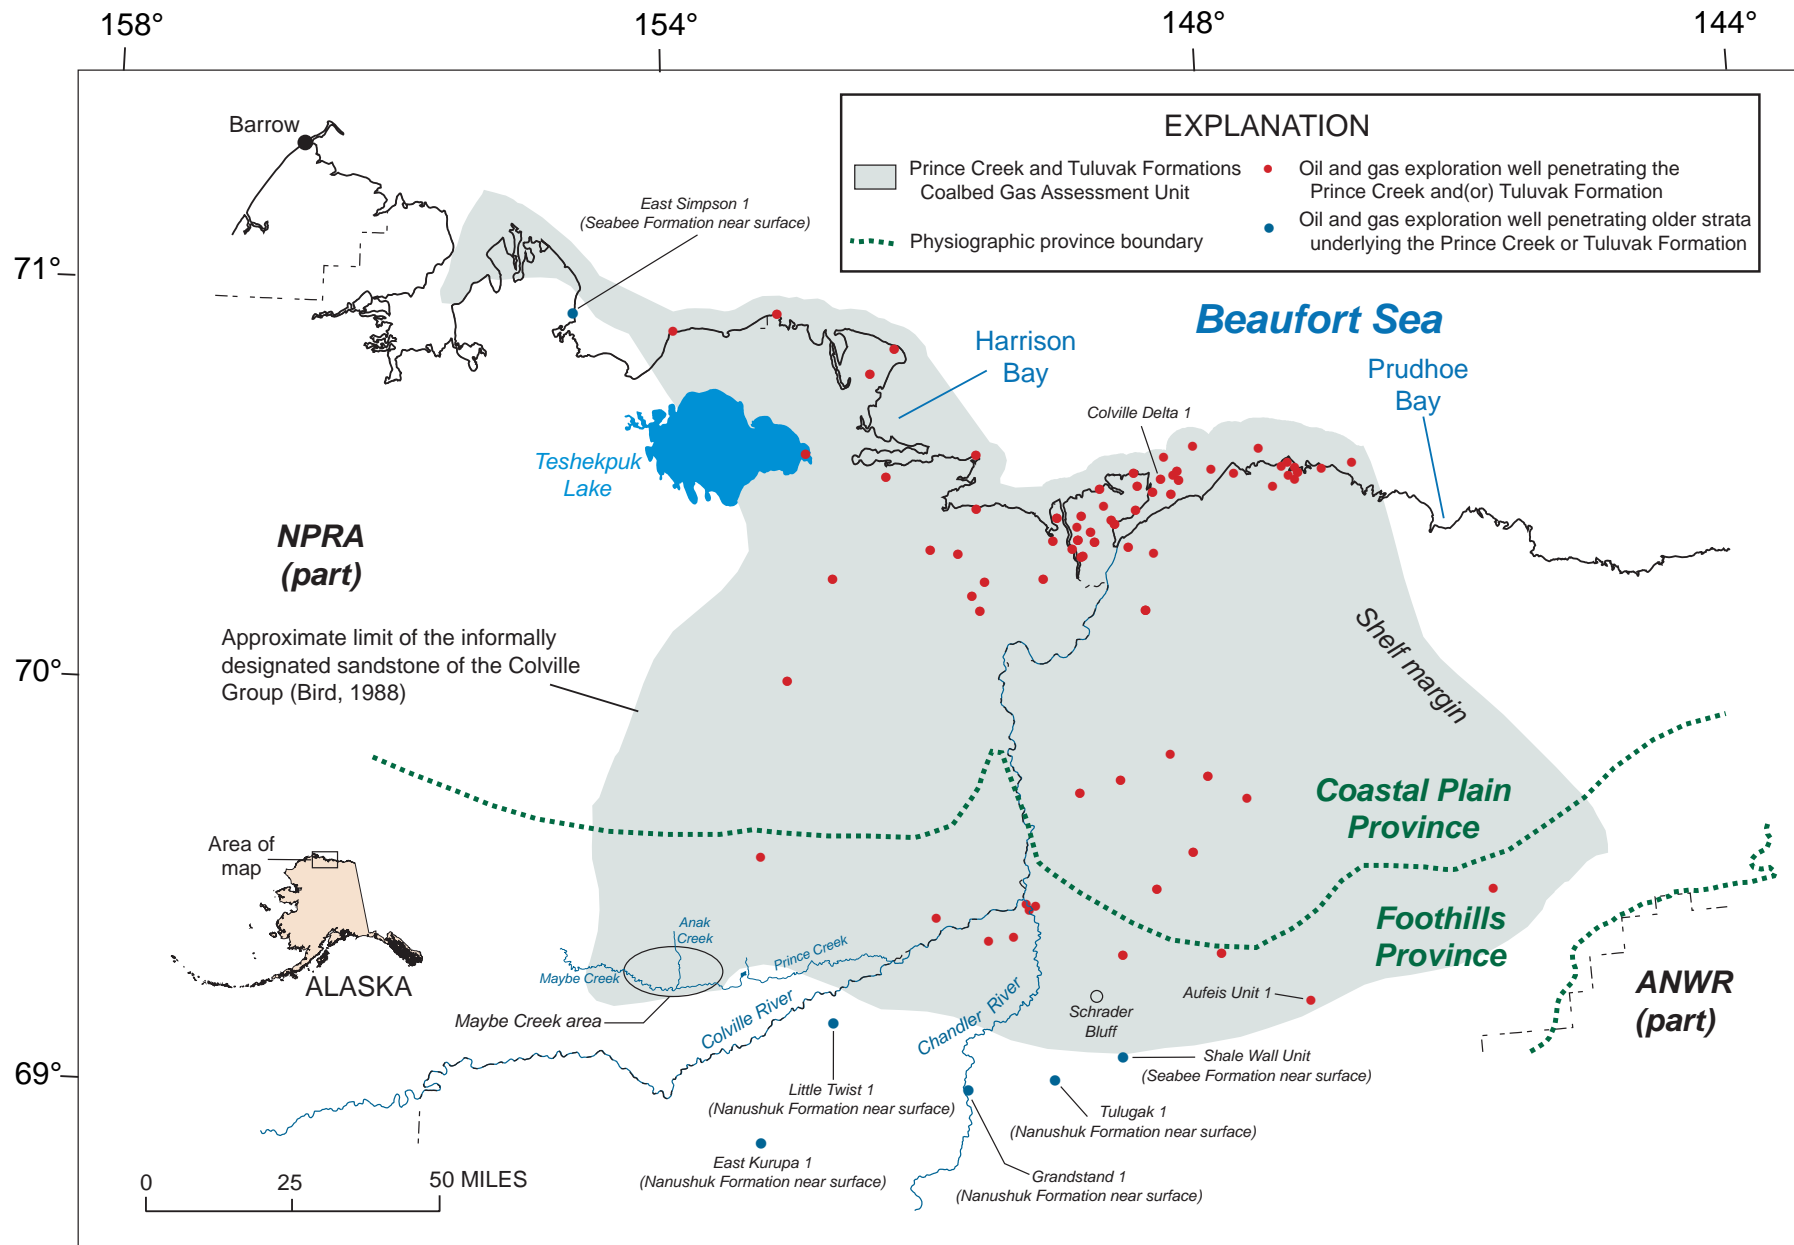 158°
154°
148°
144°
71°
70°
69°
Barrow
EXPLANATION
Prince Creek and Tuluvak Formations
Coalbed Gas Assessment Unit
Physiographic province boundary
Oil and gas exploration well penetrating the
Prince Creek and(or) Tuluvak Formation
Oil and gas exploration well penetrating older strata
underlying the Prince Creek or Tuluvak Formation
East Simpson 1
(Seabee Formation near surface)
Beaufort Sea
Harrison
Bay
Prudhoe
Bay
Colville Delta 1
Teshekpuk
Lake
NPRA
(part)
Approximate limit of the informally
designated sandstone of the Colville
Group (Bird, 1988)
Shelf margin
Coastal Plain
Province
Foothills
Province
Area of
map
ALASKA
Anak
Creek
Maybe Creek
Prince Creek
Maybe Creek area
Colville River
Chandler River
Schrader
Bluff
Aufeis Unit 1
ANWR
(part)
Shale Wall Unit
(Seabee Formation near surface)
Little Twist 1
(Nanushuk Formation near surface)
Tulugak 1
(Nanushuk Formation near surface)
East Kurupa 1
(Nanushuk Formation near surface)
Grandstand 1
(Nanushuk Formation near surface)
0
25
50 MILES